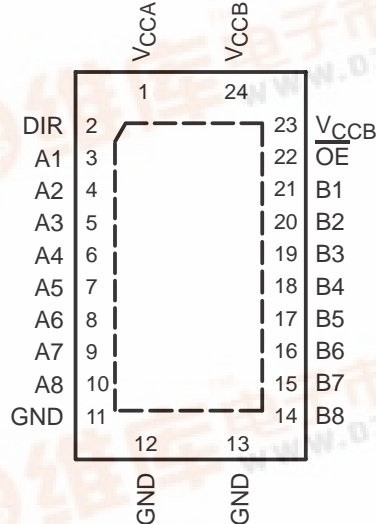 VCCA VCCB
1 24
DIR 2 23 VCCB
A1 3 22 OE
A2 4 21 B1
A3 5 20 B2
A4 6 19 B3
A5 7 18 B4
A6 8 17 B5
A7 9 16 B6
A8 10 15 B7
GND 11 14 B8
12 13
GND GND